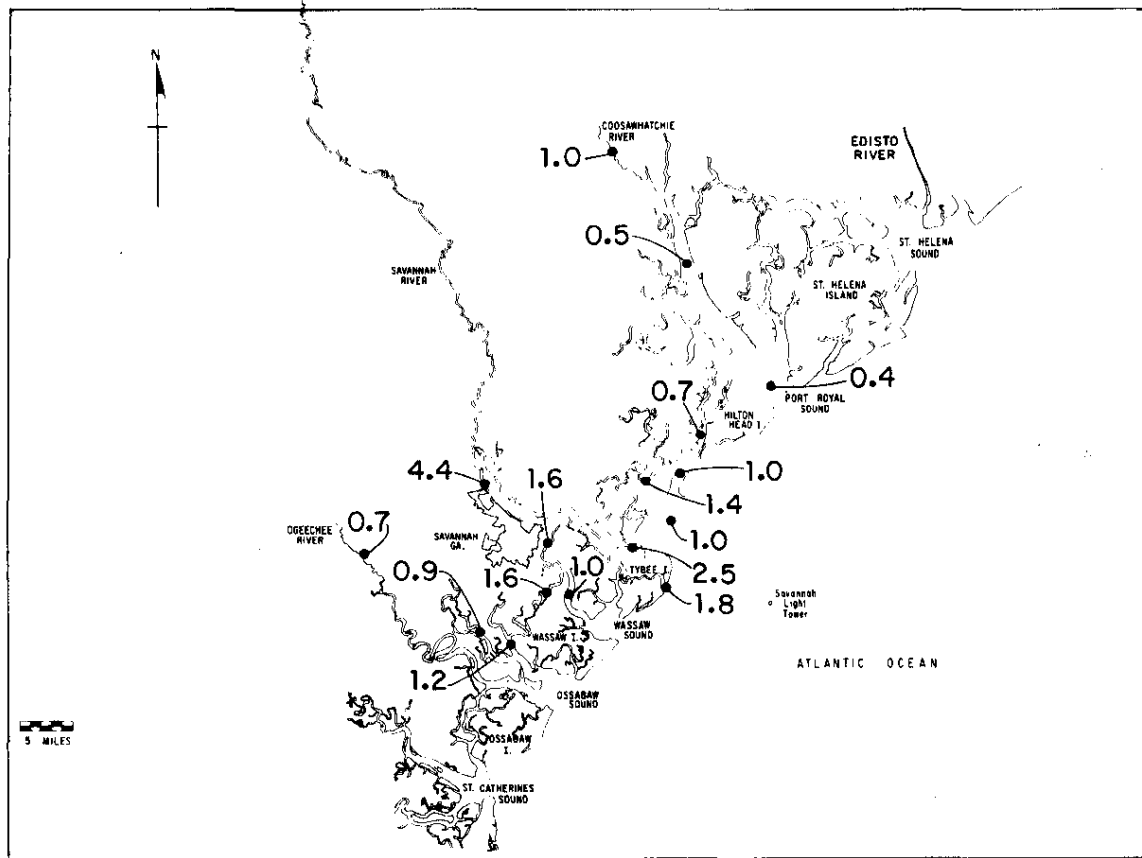 N
COOSAWHATCHIE
RIVER
1.0
EDISTO
RIVER
0.5
ST. HELENA
SOUND
SAVANNAH
RIVER
ST. HELENA
ISLAND
0.4
PORT ROYAL
SOUND
0.7
HILTON
HEAD I.
4.4
1.6
1.0
1.4
OGEECHEE
RIVER
0.7
SAVANNAH
GA.
1.0
0.9
1.6
1.0
TYBEE I.
2.5
1.8
Savannah
Light
Tower
WASSAW
SOUND
WASSAW I.
1.2
ATLANTIC OCEAN
OSSABAW
SOUND
5 MILES
OSSABAW
I.
ST. CATHERINES
SOUND